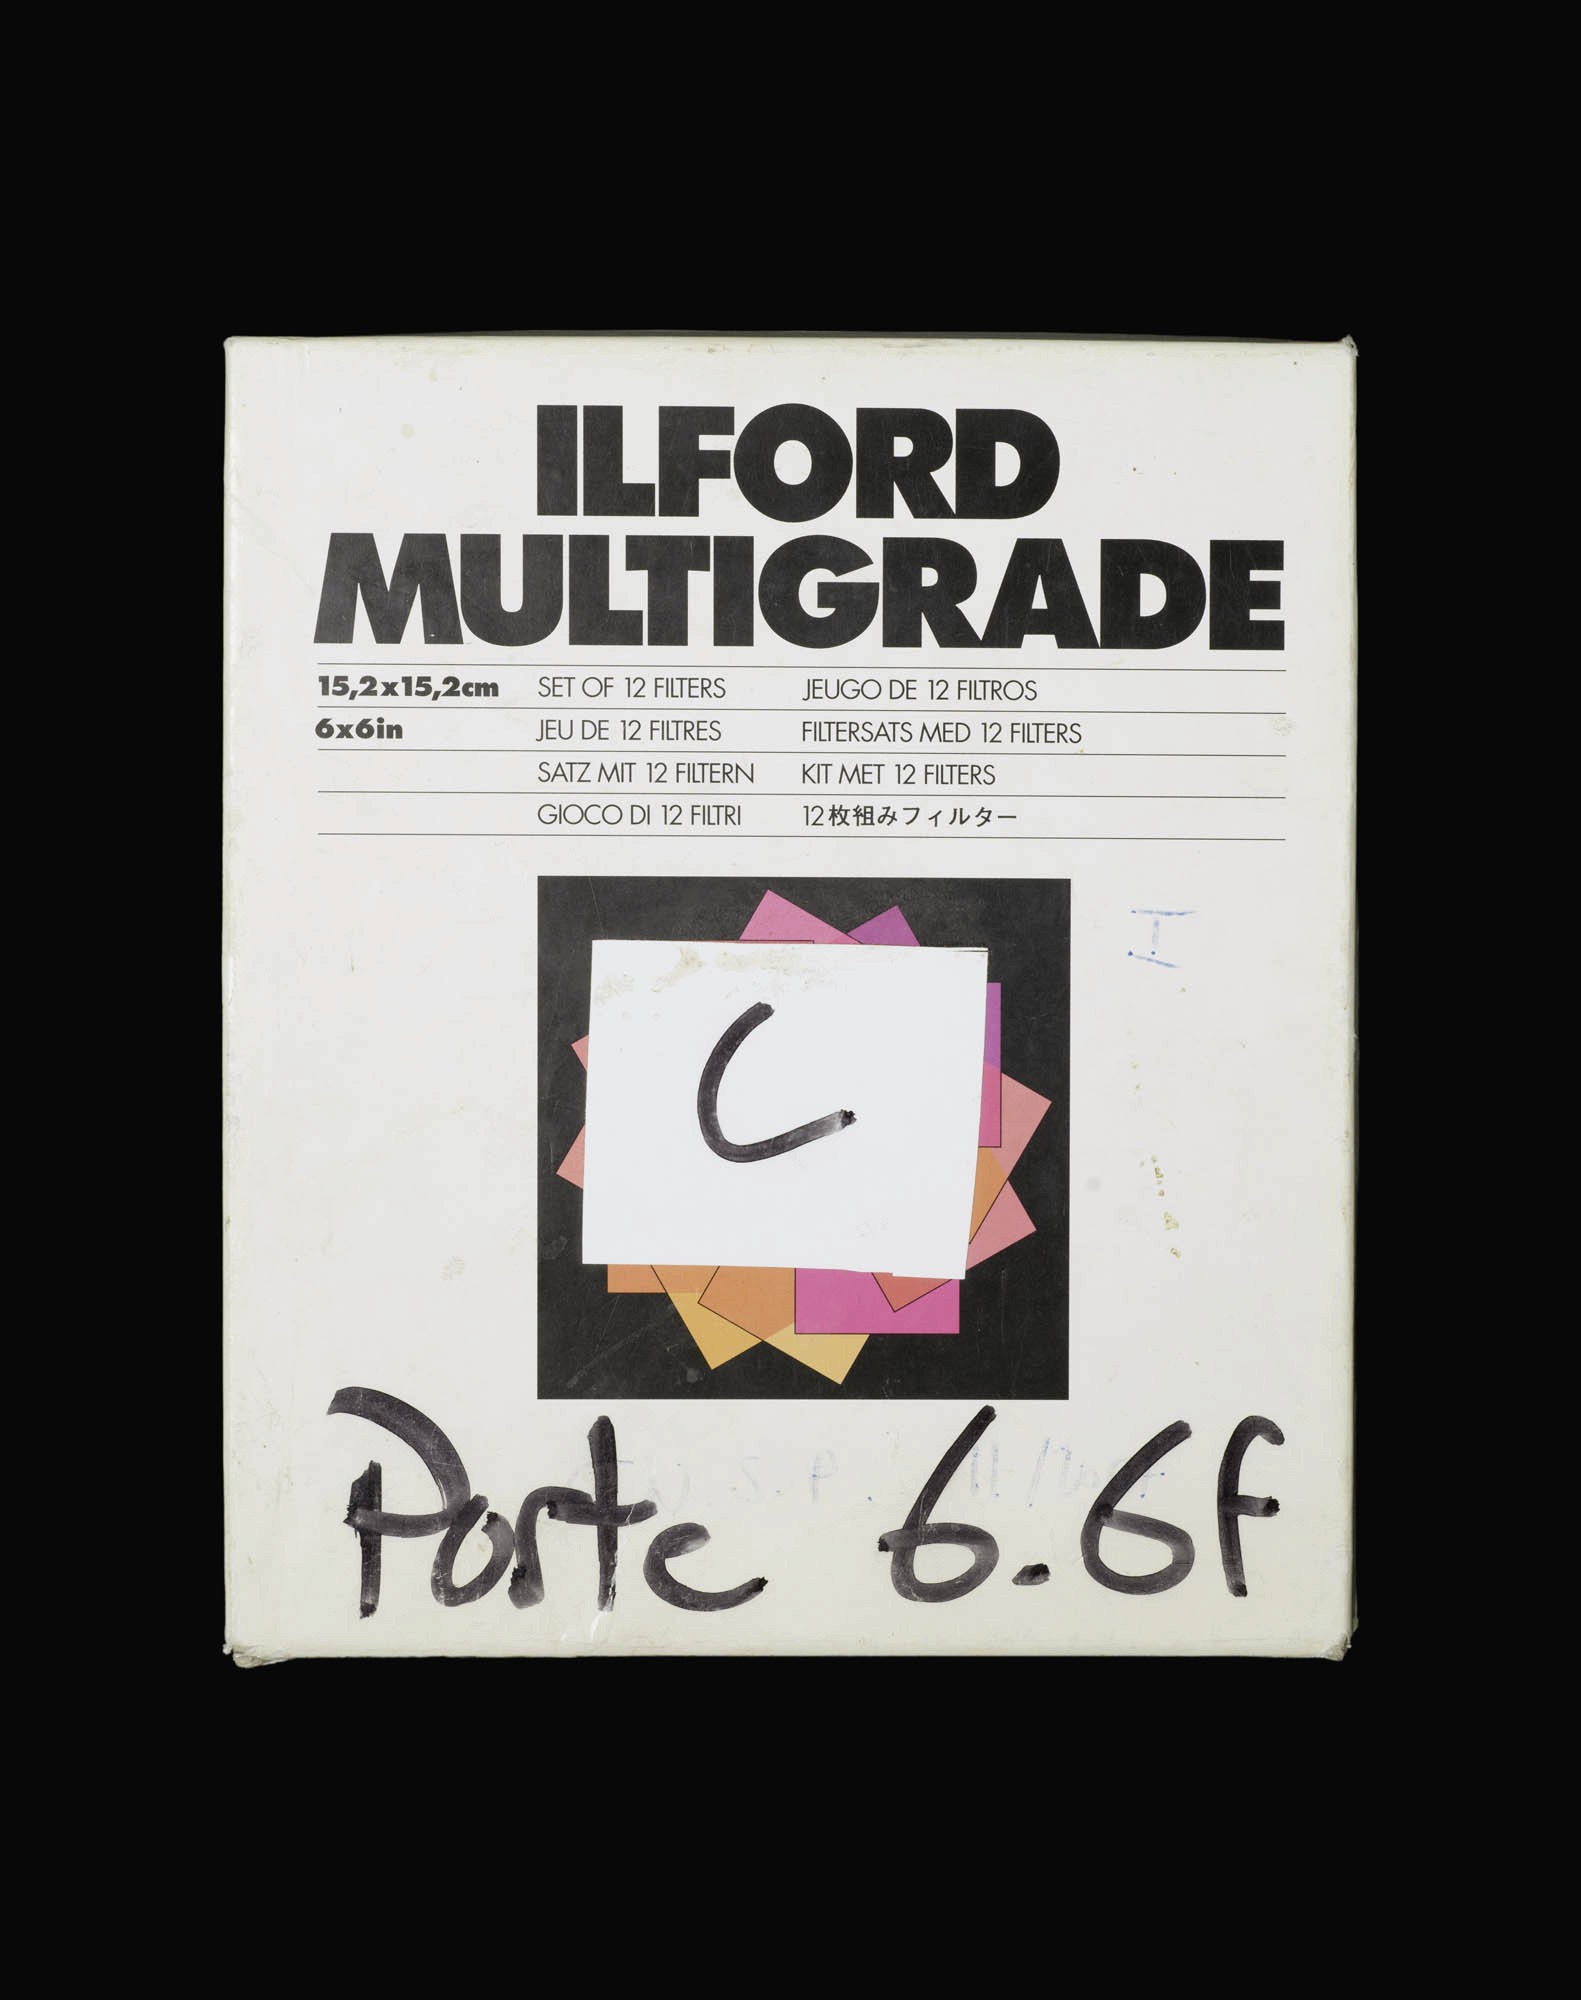 ILFORD
MULTIGRADE
15,2x15,2cm SET OF 12 FILTERS JEUGO DE 12 FILTROS
6x6in JEU DE 12 FILTRES FILTERSATS MED 12 FILTERS
SATZ MIT 12 FILTERN KIT MET 12 FILTERS
GIOCO DI 12 FILTRI 12枚組みフィルター
H
C
Porte 6.6f